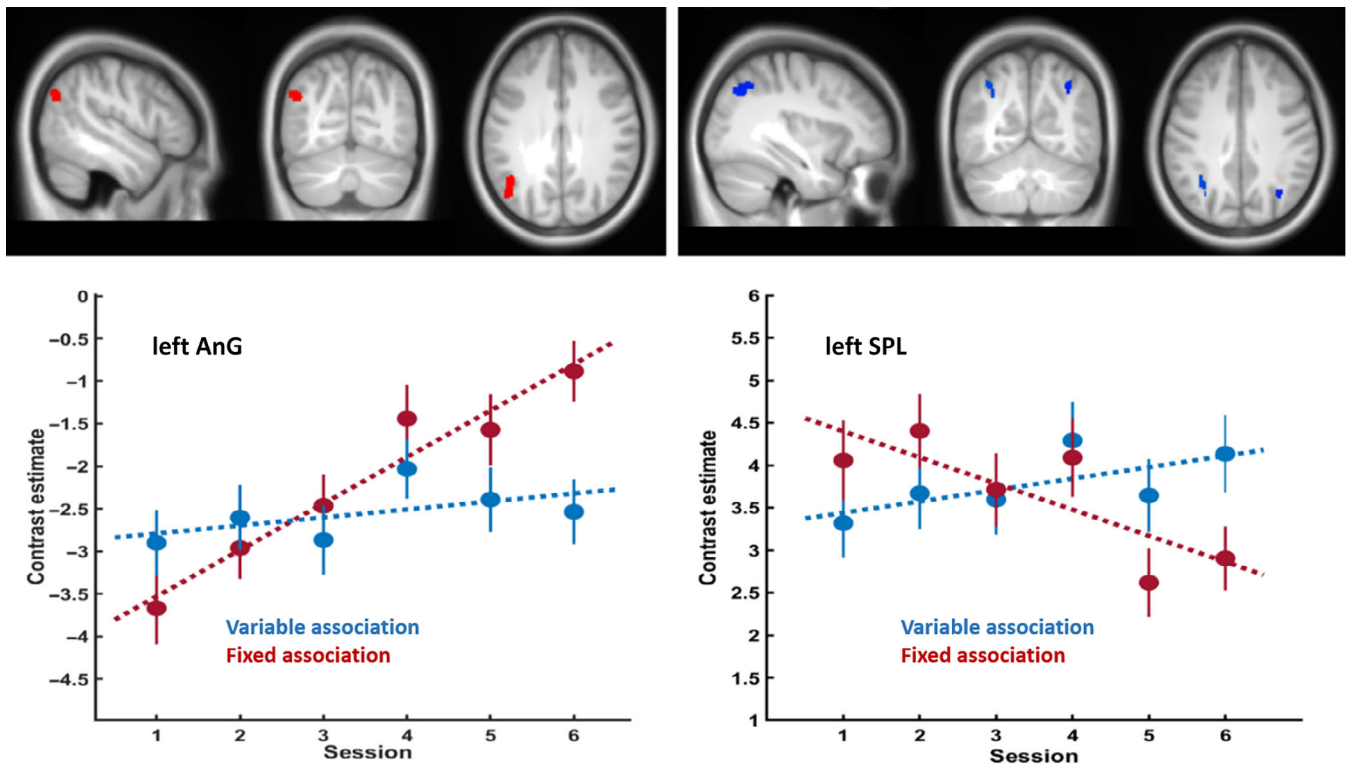 0
−0.5
−1
−1.5
−2
−2.5
−3
−3.5
−4
−4.5
Contrast estimate
left AnG
Variable association
Fixed association
1 2 3 4 5 6
Session
6
5.5
5
4.5
4
3.5
3
2.5
2
1.5
1
Contrast estimate
left SPL
Variable association
Fixed association
1 2 3 4 5 6
Session